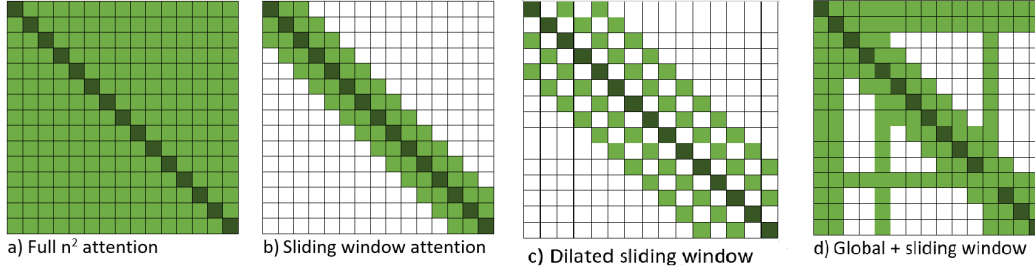 a) Full n² attention
b) Sliding window attention
c) Dilated sliding window
d) Global + sliding window